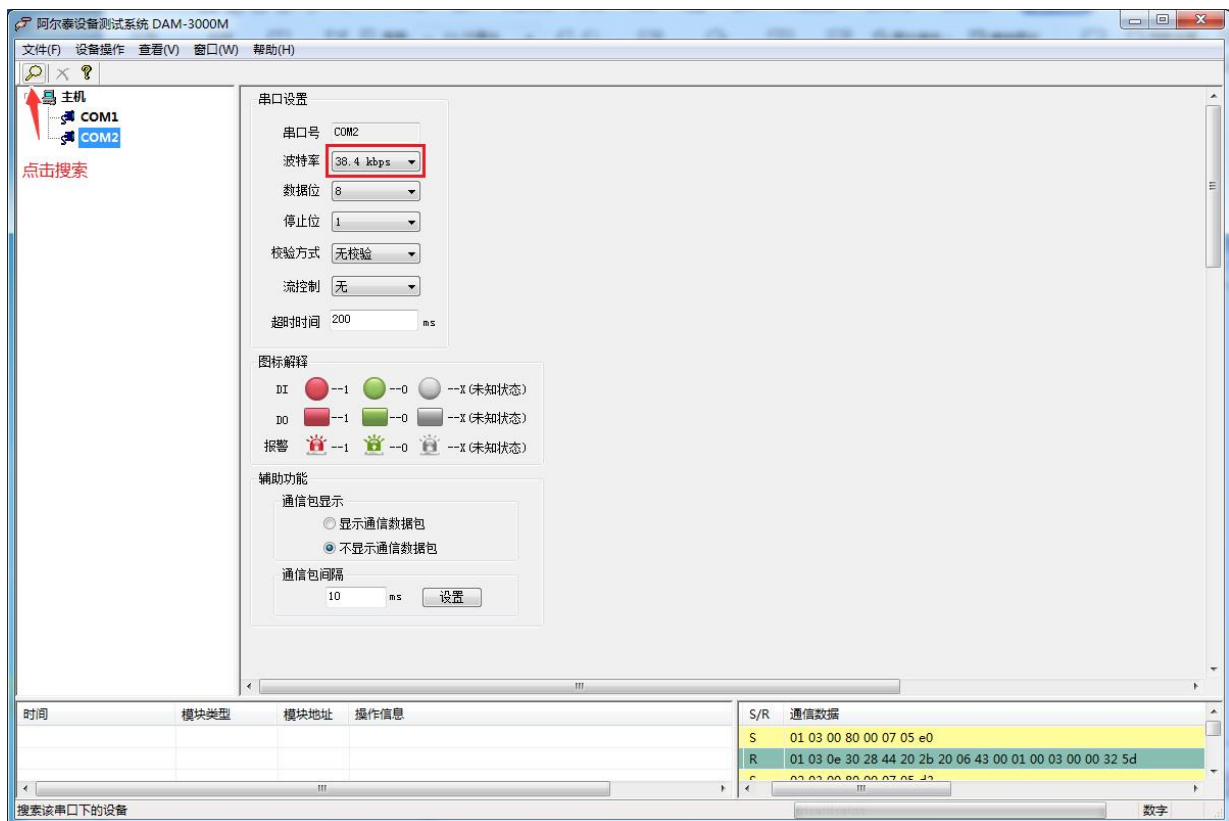 阿尔泰设备测试系统 DAM-3000M
文件(F) 设备操作 查看(V) 窗口(W) 帮助(H)
主机
COM1
COM2
点击搜索
串口设置
串口号 COM2
波特率 38.4 kbps
数据位 8
停止位 1
校验方式 无校验
流控制 无
超时时间 200 ms
图标解释
DI --1 --0 --X(未知状态)
DO --1 --0 --X(未知状态)
报警 --1 --0 --X(未知状态)
辅助功能
通信包显示
显示通信数据包
不显示通信数据包
通信包间隔
10 ms 设置
时间 模块类型 模块地址 操作信息
S/R 通信数据
S 01 03 00 80 00 07 05 e0
R 01 03 0e 30 28 44 20 2b 20 06 43 00 01 00 03 00 00 32 5d
S 02 03 00 80 00 07 05 d3
搜索该串口下的设备
数字